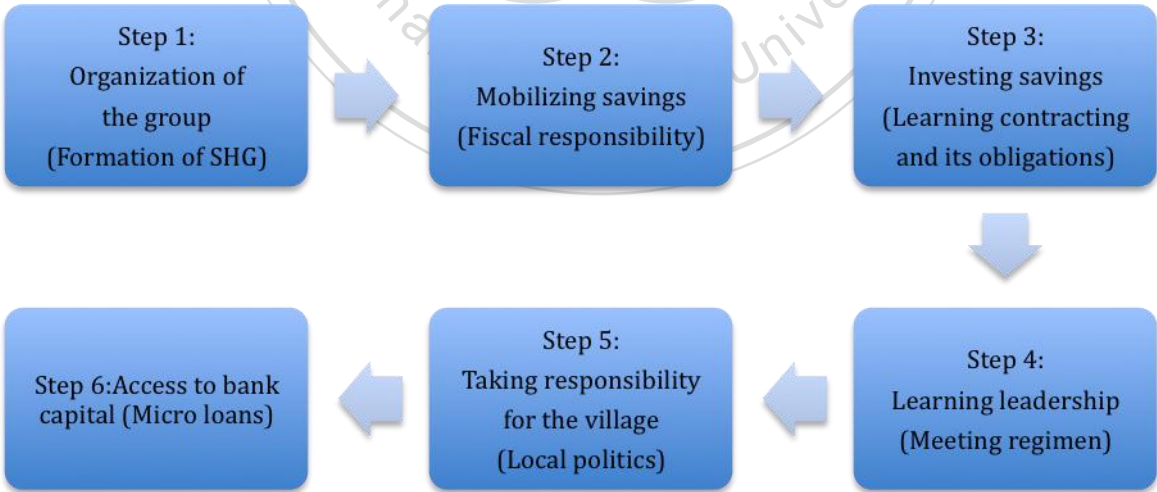 Step 1:
Organization of
the group
(Formation of SHG)
Step 2:
Mobilizing savings
(Fiscal responsibility)
Step 3:
Investing savings
(Learning contracting
and its obligations)
Step 4:
Learning leadership
(Meeting regimen)
Step 5:
Taking responsibility
for the village
(Local politics)
Step 6:Access to bank
capital (Micro loans)